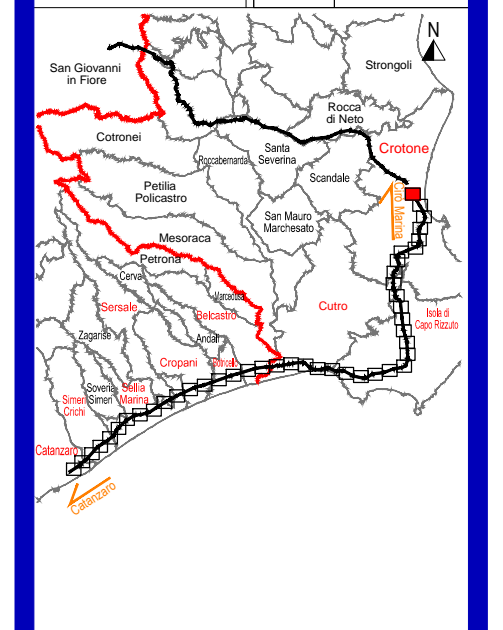 N
San Giovanni
in Fiore
Strongoli
Rocca
di Neto
Cotronei
Santa
Severina
Crotone
Roccabernarda
Scandale
Petilia
Policastro
Cirò Marina
San Mauro
Marchesato
Mesoraca
Petrona
Cerva
Marcedusa
Sersale
Belcastro
Cutro
Isola di
Capo Rizzuto
Zagarise
Andali
Cropani
Botricello
Soveria
Simeri
Sellia
Marina
Simeri
Crichi
Catanzaro
Catanzaro